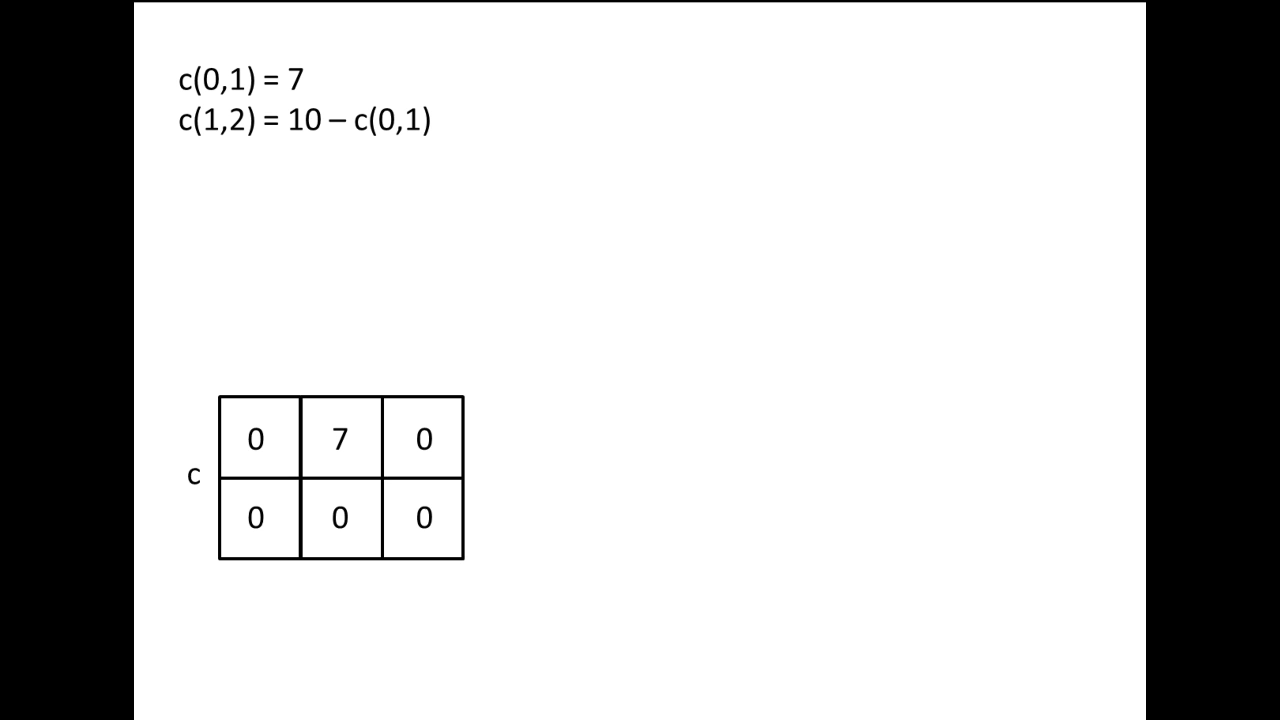 c(0,1) = 7
c(1,2) = 10 – c(0,1)
0 7 0
c
0 0 0